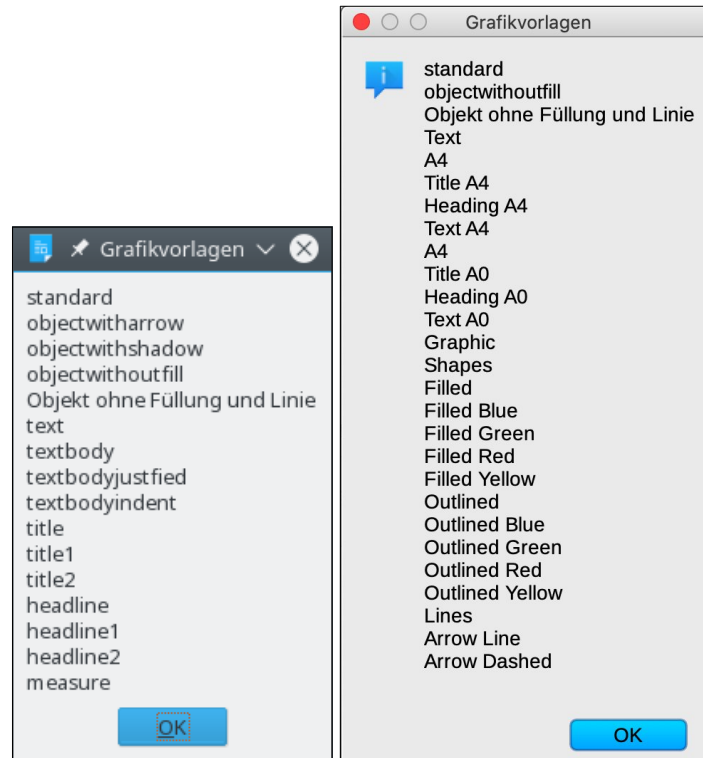 Grafikvorlagen
standard
objectwitharrow
objectwithshadow
objectwithoutfill
Objekt ohne Füllung und Linie
text
textbody
textbodyjustfied
textbodyindent
title
title1
title2
headline
headline1
headline2
measure
OK
Grafikvorlagen
standard
objectwithoutfill
Objekt ohne Füllung und Linie
Text
A4
Title A4
Heading A4
Text A4
A4
Title A0
Heading A0
Text A0
Graphic
Shapes
Filled
Filled Blue
Filled Green
Filled Red
Filled Yellow
Outlined
Outlined Blue
Outlined Green
Outlined Red
Outlined Yellow
Lines
Arrow Line
Arrow Dashed
OK